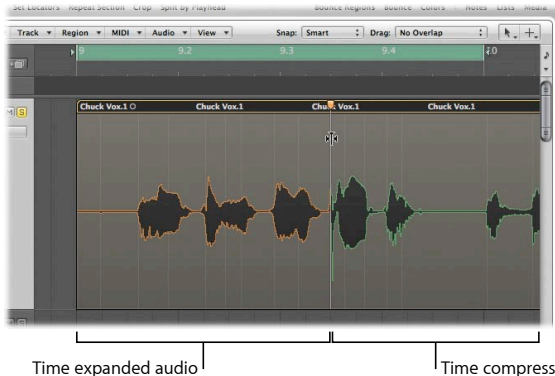 Set Locators Repeat Section Crop Split by Playhead Bounce Regions Bounce Colors Notes Lists Media
Track Region MIDI Audio View Snap: Smart Drag: No Overlap
9 9.2 9.3 9.4 10
M S
Chuck Vox.1 Chuck Vox.1 Chuck Vox.1 Chuck Vox.1
Time expanded audio Time compress